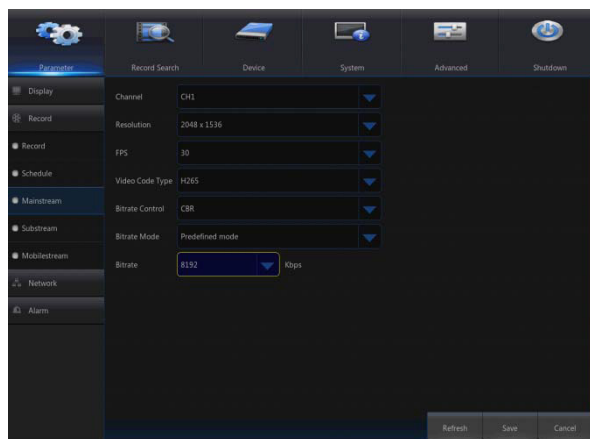 Parameter Record Search Device System Advanced Shutdown
Display
Record
Record
Schedule
Mainstream
Substream
Mobilestream
Network
Alarm
Channel CH1
Resolution 2048 x 1536
FPS 30
Video Code Type H265
Bitrate Control CBR
Bitrate Mode Predefined mode
Bitrate 8192 Kbps
Refresh Save Cancel